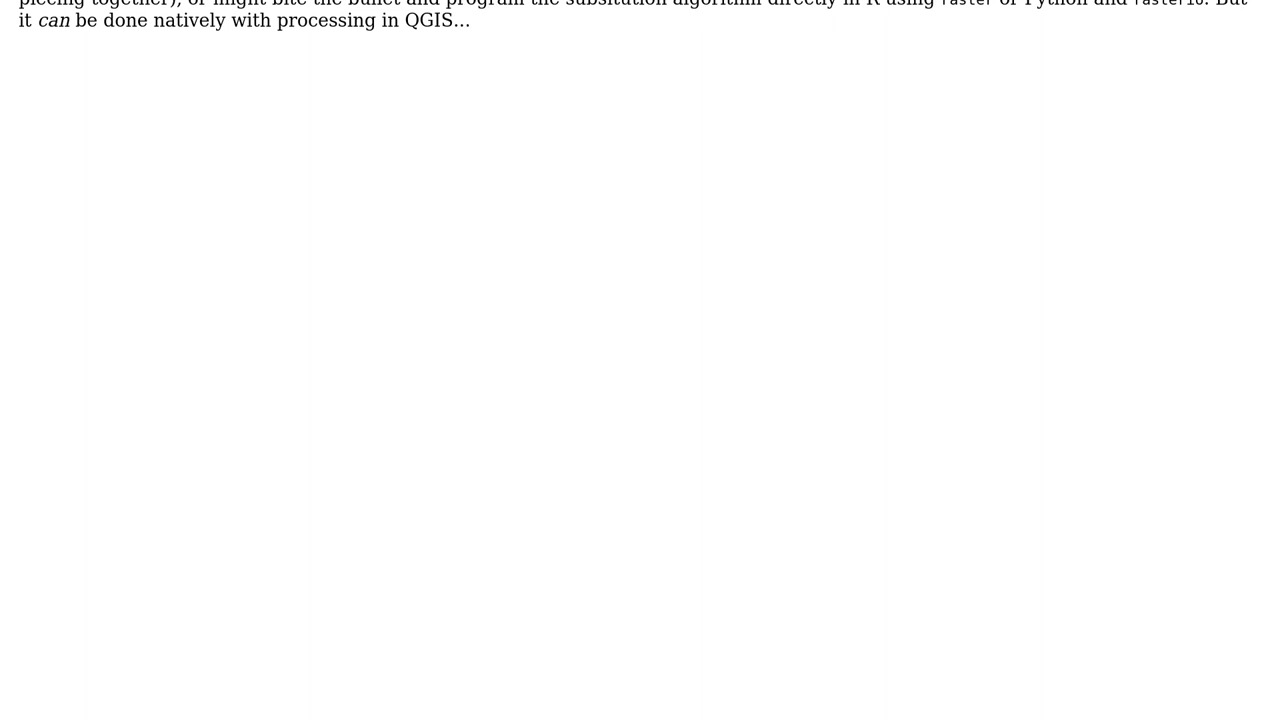 piecing together), or might bite the bullet and program the subsitution algorithm directly in R using raster or Python and rasterio. But
it can be done natively with processing in QGIS...